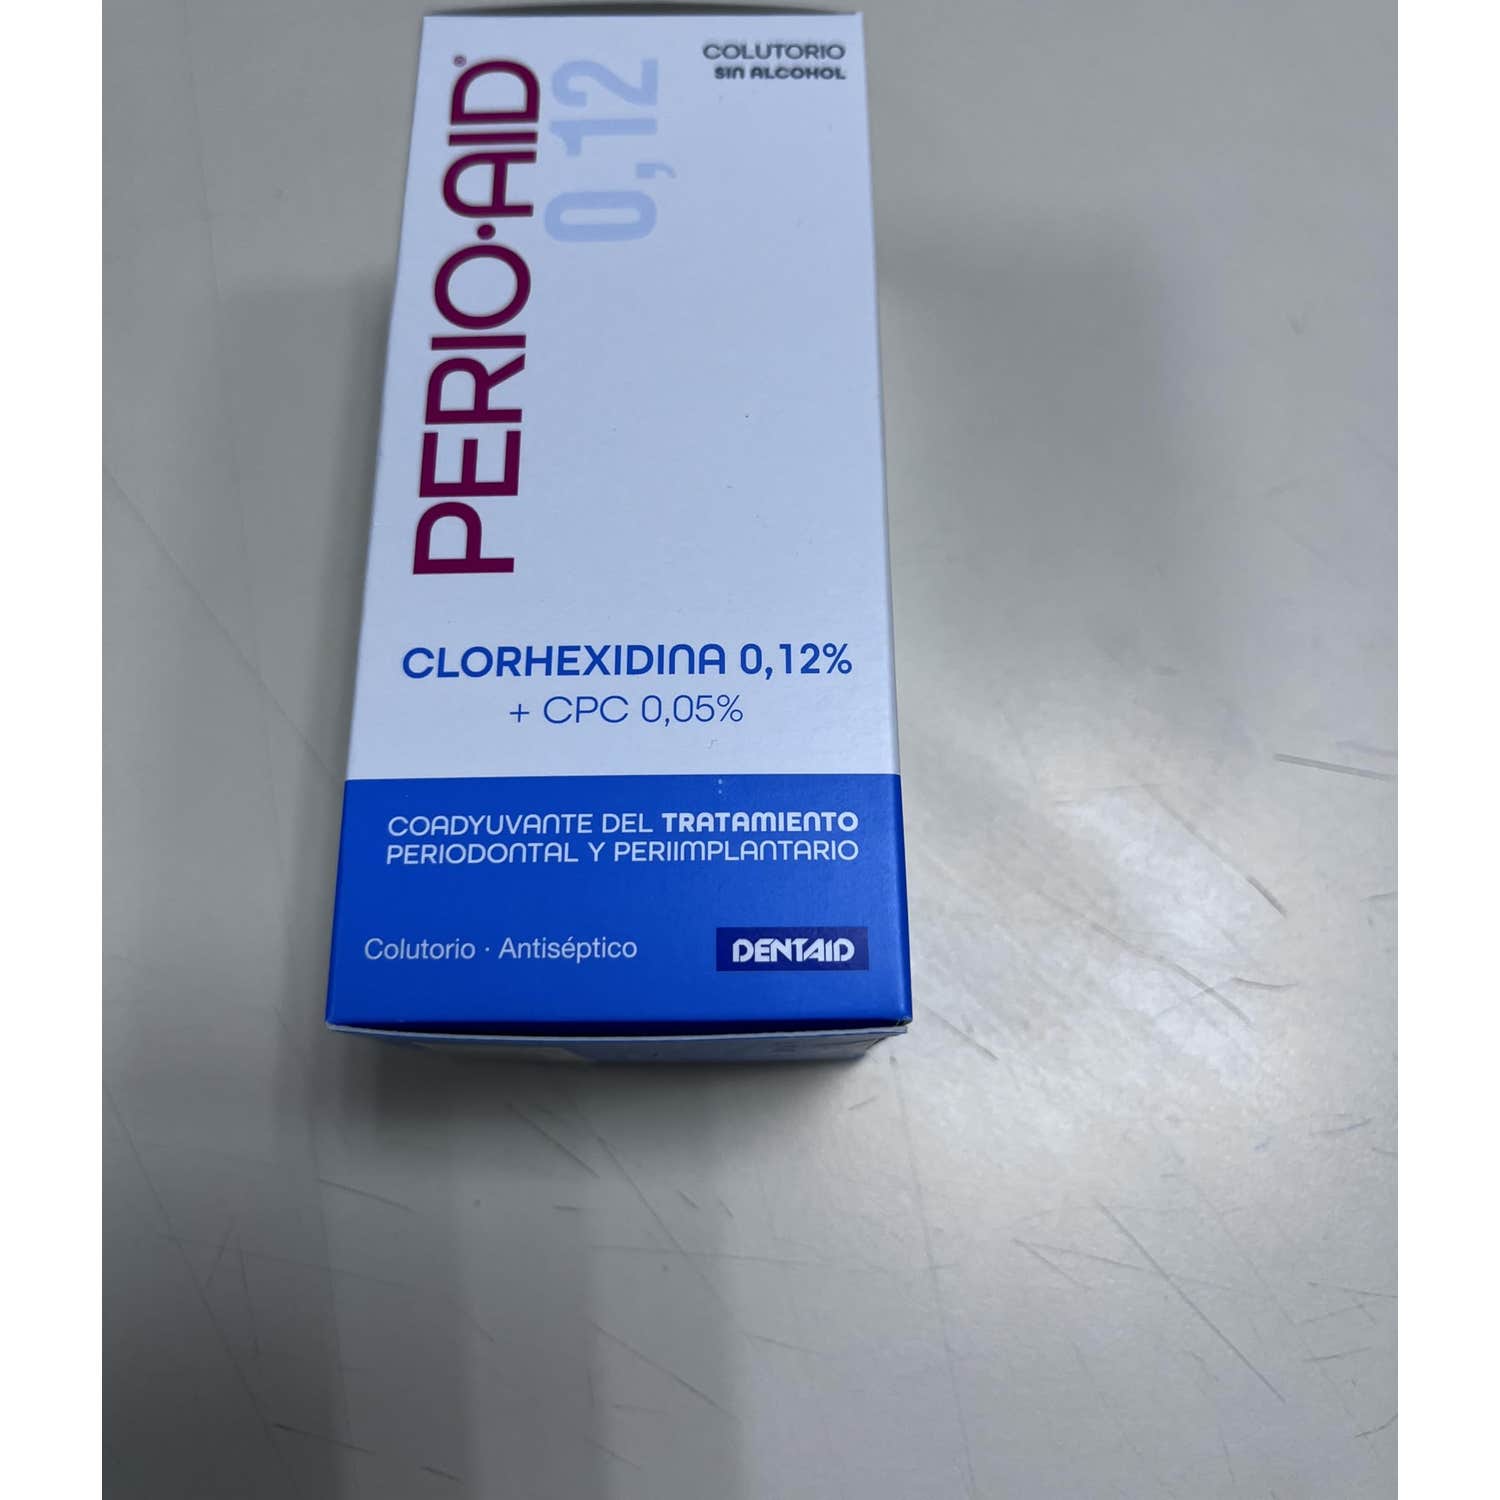 COLUTORIO
SIN ALCOHOL
PERIO·AID®
0,12
CLORHEXIDINA 0,12%
+ CPC 0,05%
COADYUVANTE DEL TRATAMIENTO
PERIODONTAL Y PERIIMPLANTARIO
Colutorio · Antiséptico
DENTAID